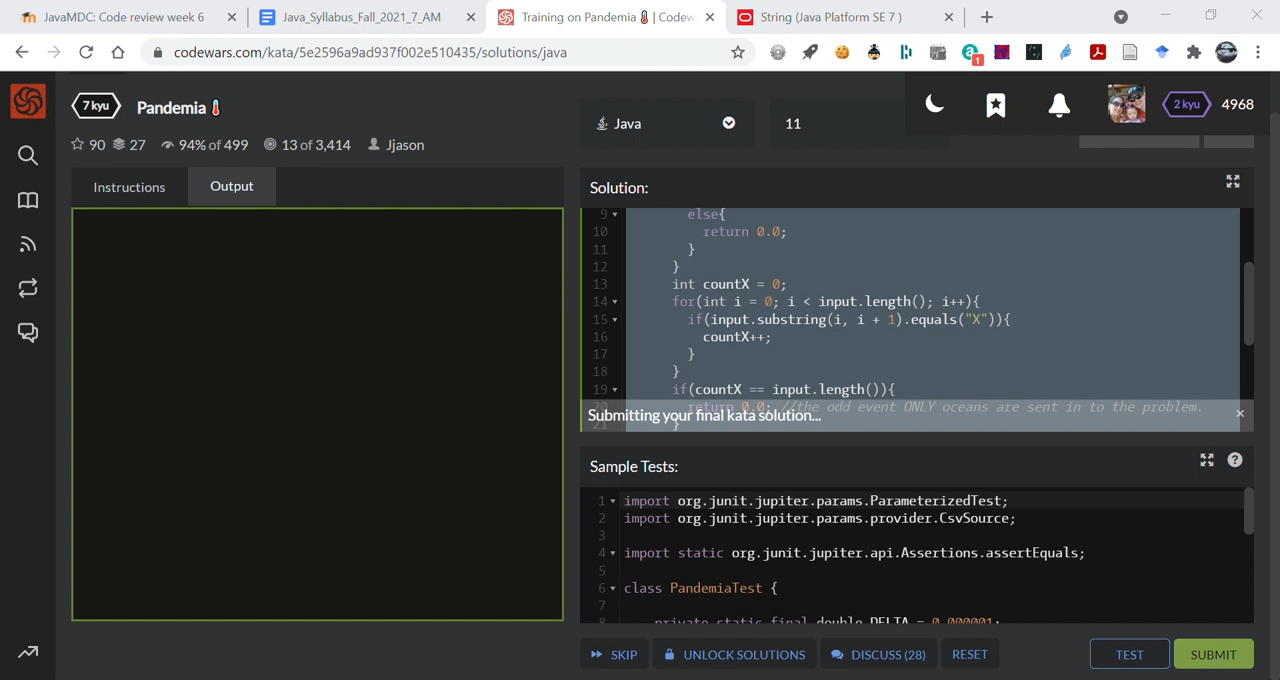 JavaMDC: Code review week 6
Java_Syllabus_Fall_2021_7_AM
Training on Pandemia🌡️ | Codew
String (Java Platform SE 7 )
codewars.com/kata/5e2596a9ad937f002e510435/solutions/java
1
7 kyu
Pandemia🌡️
Java
11
2 kyu
4968
90 27 94% of 499 13 of 3,414 Jjason
Instructions
Output
Solution:
9 else{
10 return 0.0;
11 }
12 }
13 int countX = 0;
14 for(int i = 0; i < input.length(); i++){
15 if(input.substring(i, i + 1).equals("X")){
16 countX++;
17 }
18 }
19 if(countX == input.length()){
20 return 0.0; //the odd event ONLY oceans are sent in to the problem.
21 }
Submitting your final kata solution...
Sample Tests:
1 import org.junit.jupiter.params.ParameterizedTest;
2 import org.junit.jupiter.params.provider.CsvSource;
3
4 import static org.junit.jupiter.api.Assertions.assertEquals;
5
6 class PandemiaTest {
7
8 private static final double DELTA = 0.000001;
SKIP
UNLOCK SOLUTIONS
DISCUSS (28)
RESET
TEST
SUBMIT